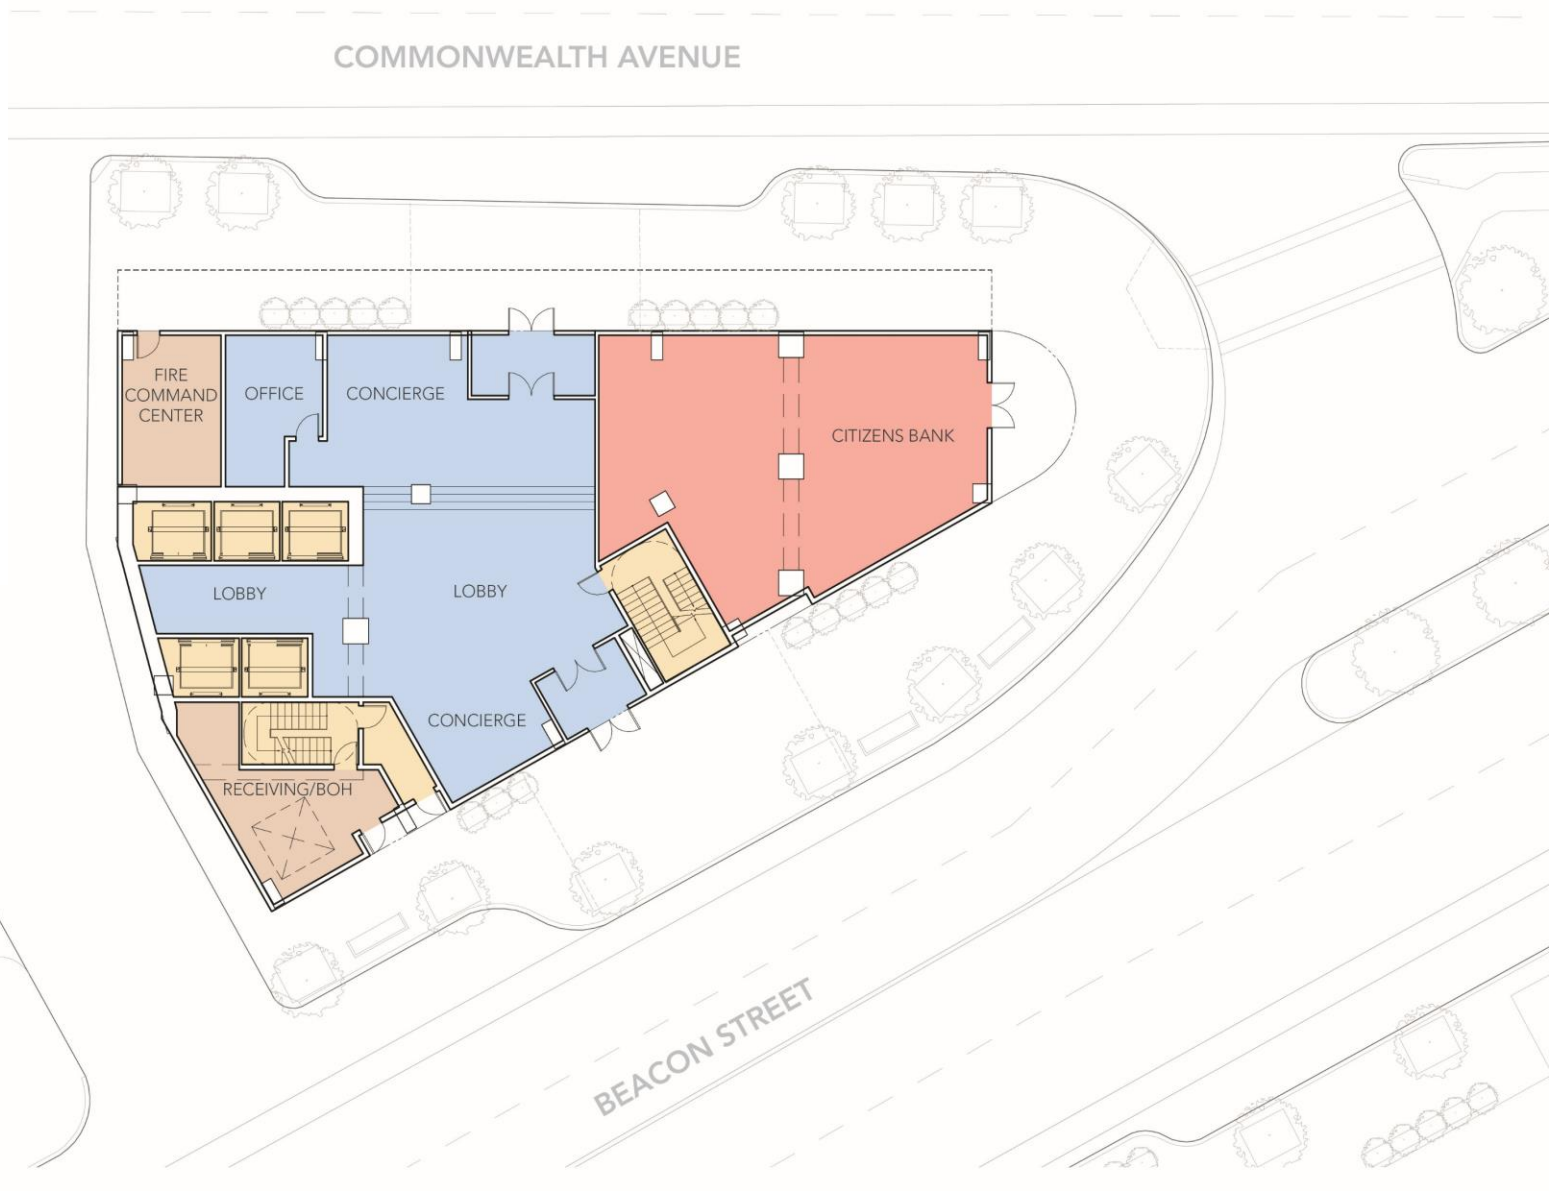 COMMONWEALTH AVENUE
FIRE
COMMAND
CENTER
OFFICE
CONCIERGE
CITIZENS BANK
LOBBY
LOBBY
CONCIERGE
RECEIVING/BOH
BEACON STREET